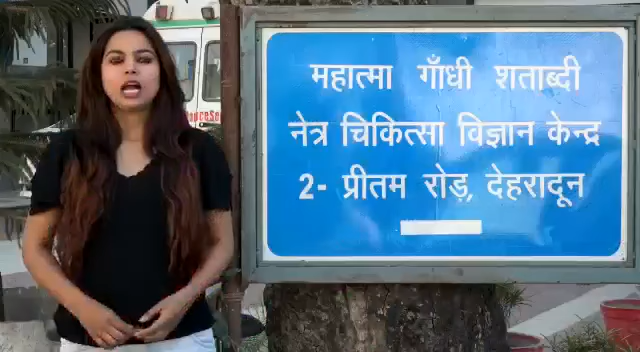 महात्मा गाँधी शताब्दी
नेत्र चिकित्सा विज्ञान केन्द्र
2- प्रीतम रोड़, देहरादून